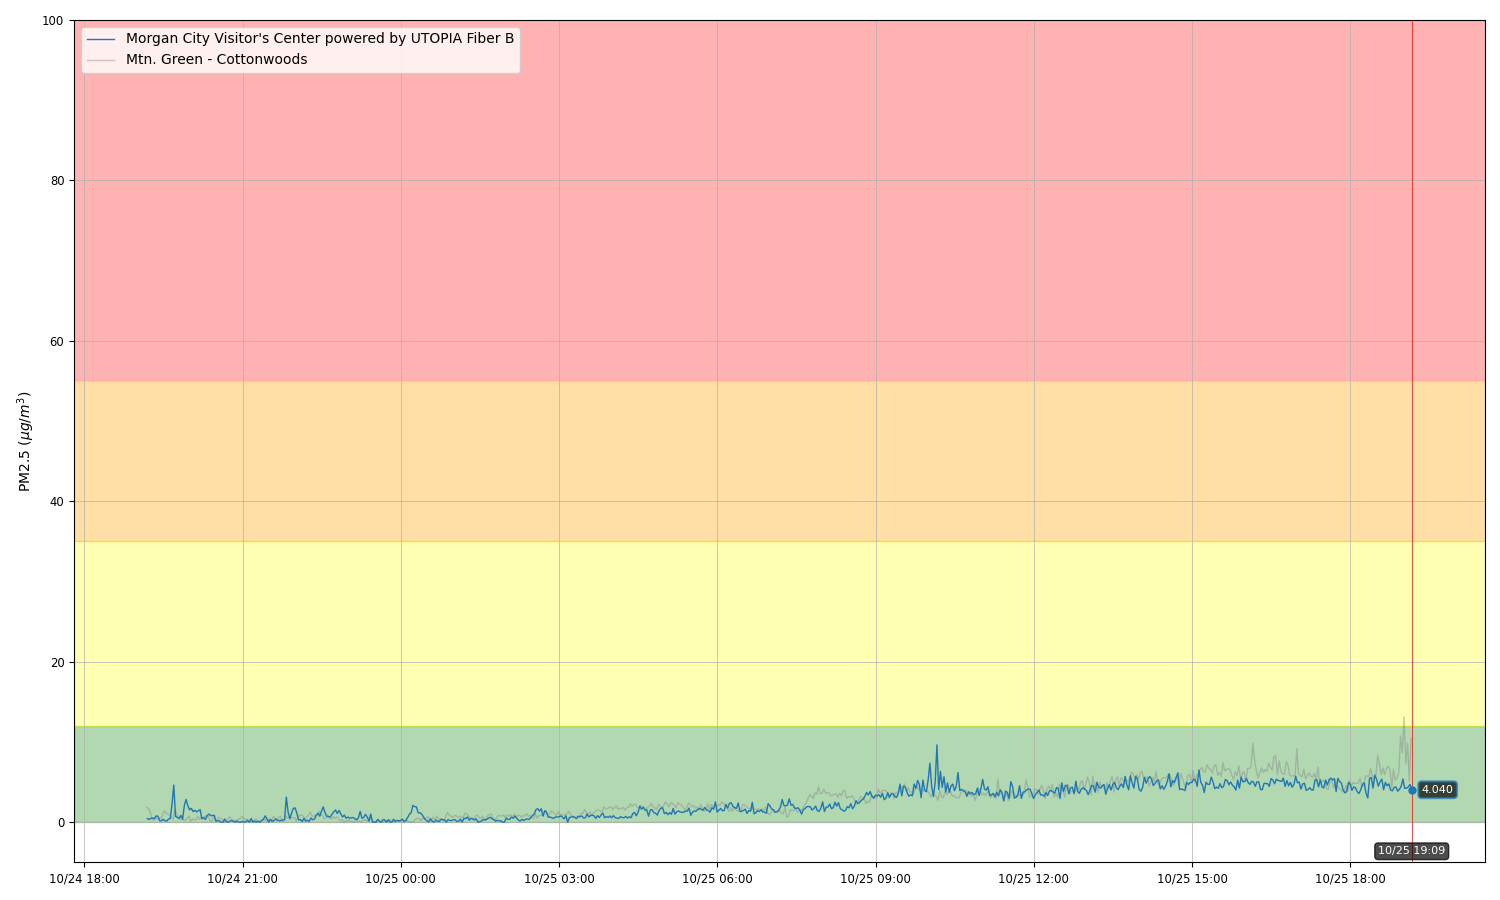 100
80
60
40
20
0
PM2.5 (μg/m³)
Morgan City Visitor's Center powered by UTOPIA Fiber B
Mtn. Green - Cottonwoods
4.040
10/25 19:09
10/24 18:00 10/24 21:00 10/25 00:00 10/25 03:00 10/25 06:00 10/25 09:00 10/25 12:00 10/25 15:00 10/25 18:00